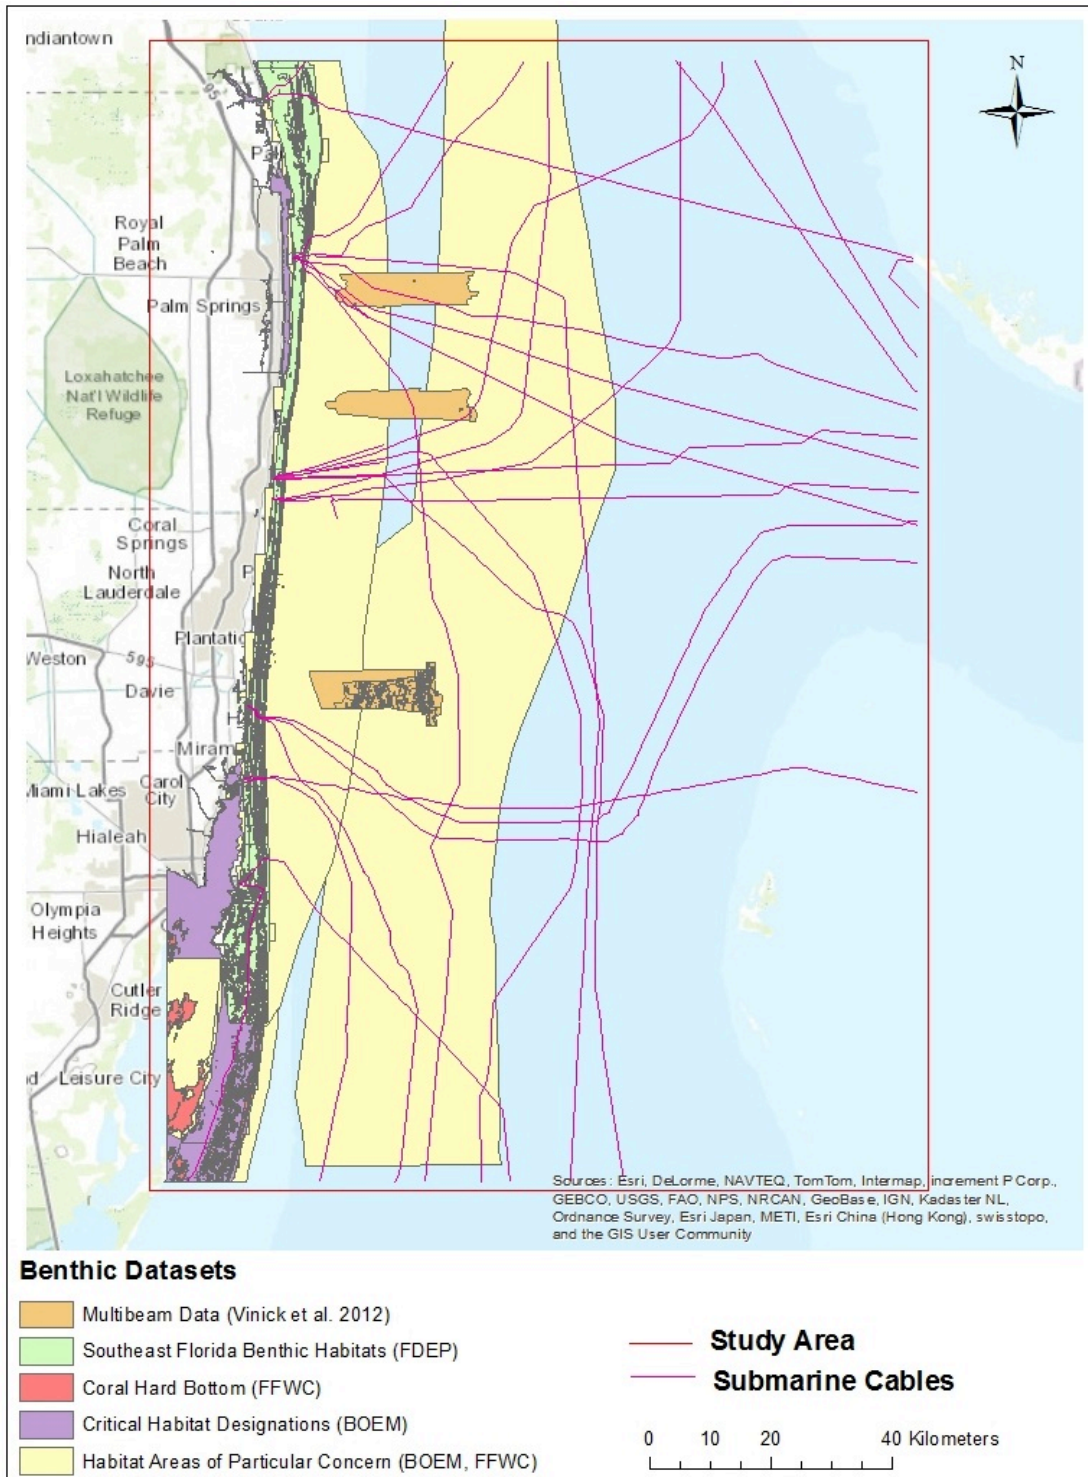 ndiantown
95
N
Royal
Palm
Beach
Palm Springs
Loxahatchee
Nat'l Wildlife
Refuge
Coral
Springs
North
Lauderdale
Plantatic
Weston
595
Davie
H
Miram
Miami Lakes
Carol
City
Hialeah
Olympia
Heights
Cutler
Ridge
Leisure City
Sources: Esri, DeLorme, NAVTEQ, TomTom, Intermap, increment P Corp.,
GEBCO, USGS, FAO, NPS, NRCAN, GeoBase, IGN, Kadaster NL,
Ordnance Survey, Esri Japan, METI, Esri China (Hong Kong), swisstopo,
and the GIS User Community
Benthic Datasets
Multibeam Data (Vinick et al. 2012)
Southeast Florida Benthic Habitats (FDEP)
Coral Hard Bottom (FFWC)
Critical Habitat Designations (BOEM)
Habitat Areas of Particular Concern (BOEM, FFWC)
Study Area
Submarine Cables
0 10 20 40 Kilometers